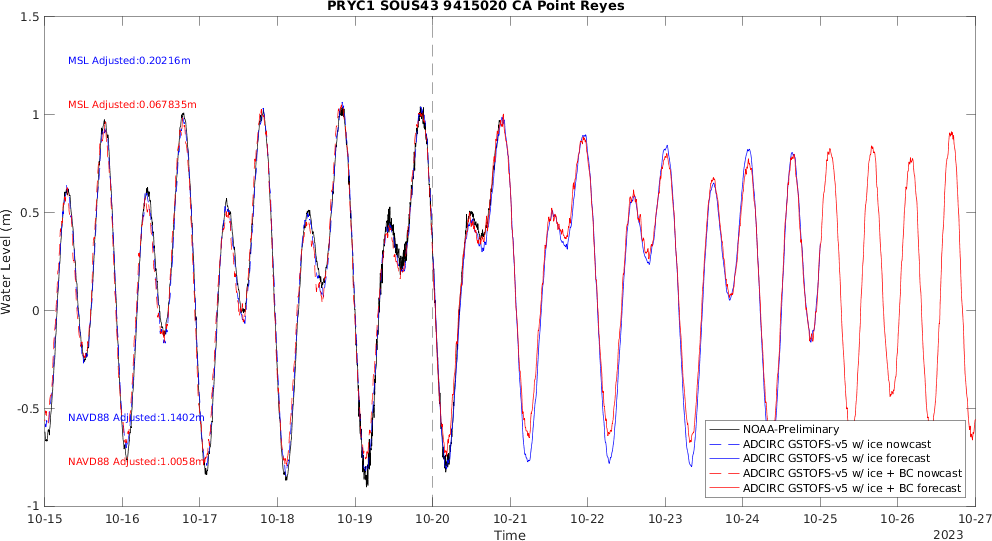 PRYC1 SOUS43 9415020 CA Point Reyes
1.5
1
0.5
0
-0.5
-1
Water Level (m)
MSL Adjusted:0.20216m
MSL Adjusted:0.067835m
NAVD88 Adjusted:1.1402m
NAVD88 Adjusted:1.0058m
NOAA-Preliminary
ADCIRC GSTOFS-v5 w/ ice nowcast
ADCIRC GSTOFS-v5 w/ ice forecast
ADCIRC GSTOFS-v5 w/ ice + BC nowcast
ADCIRC GSTOFS-v5 w/ ice + BC forecast
10-15 10-16 10-17 10-18 10-19 10-20 10-21 10-22 10-23 10-24 10-25 10-26 10-27
Time
2023